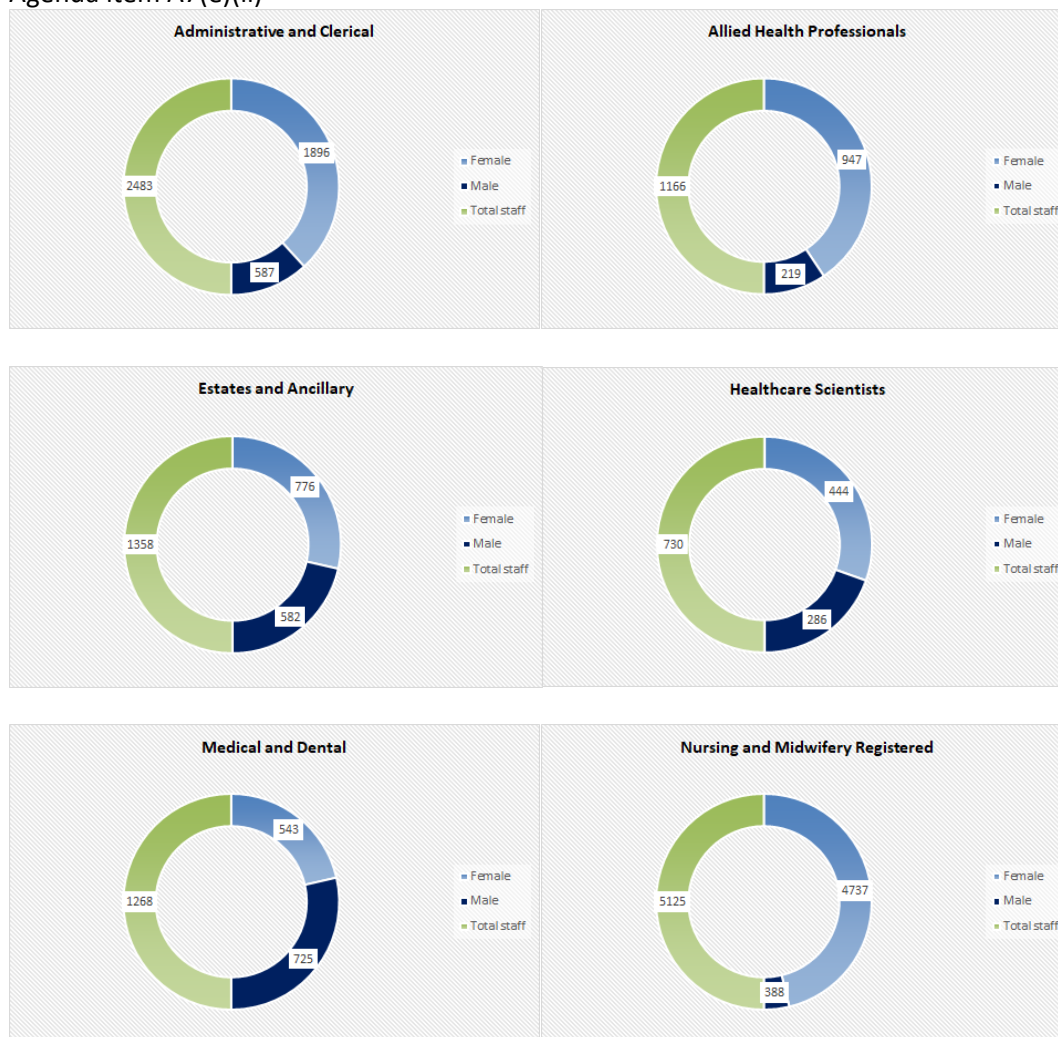 Administrative and Clerical
1896
2483
587
Female
Male
Total staff
Allied Health Professionals
947
1166
219
Female
Male
Total staff
Estates and Ancillary
776
1358
582
Female
Male
Total staff
Healthcare Scientists
444
730
286
Female
Male
Total staff
Medical and Dental
543
1268
725
Female
Male
Total staff
Nursing and Midwifery Registered
4737
5125
388
Female
Male
Total staff